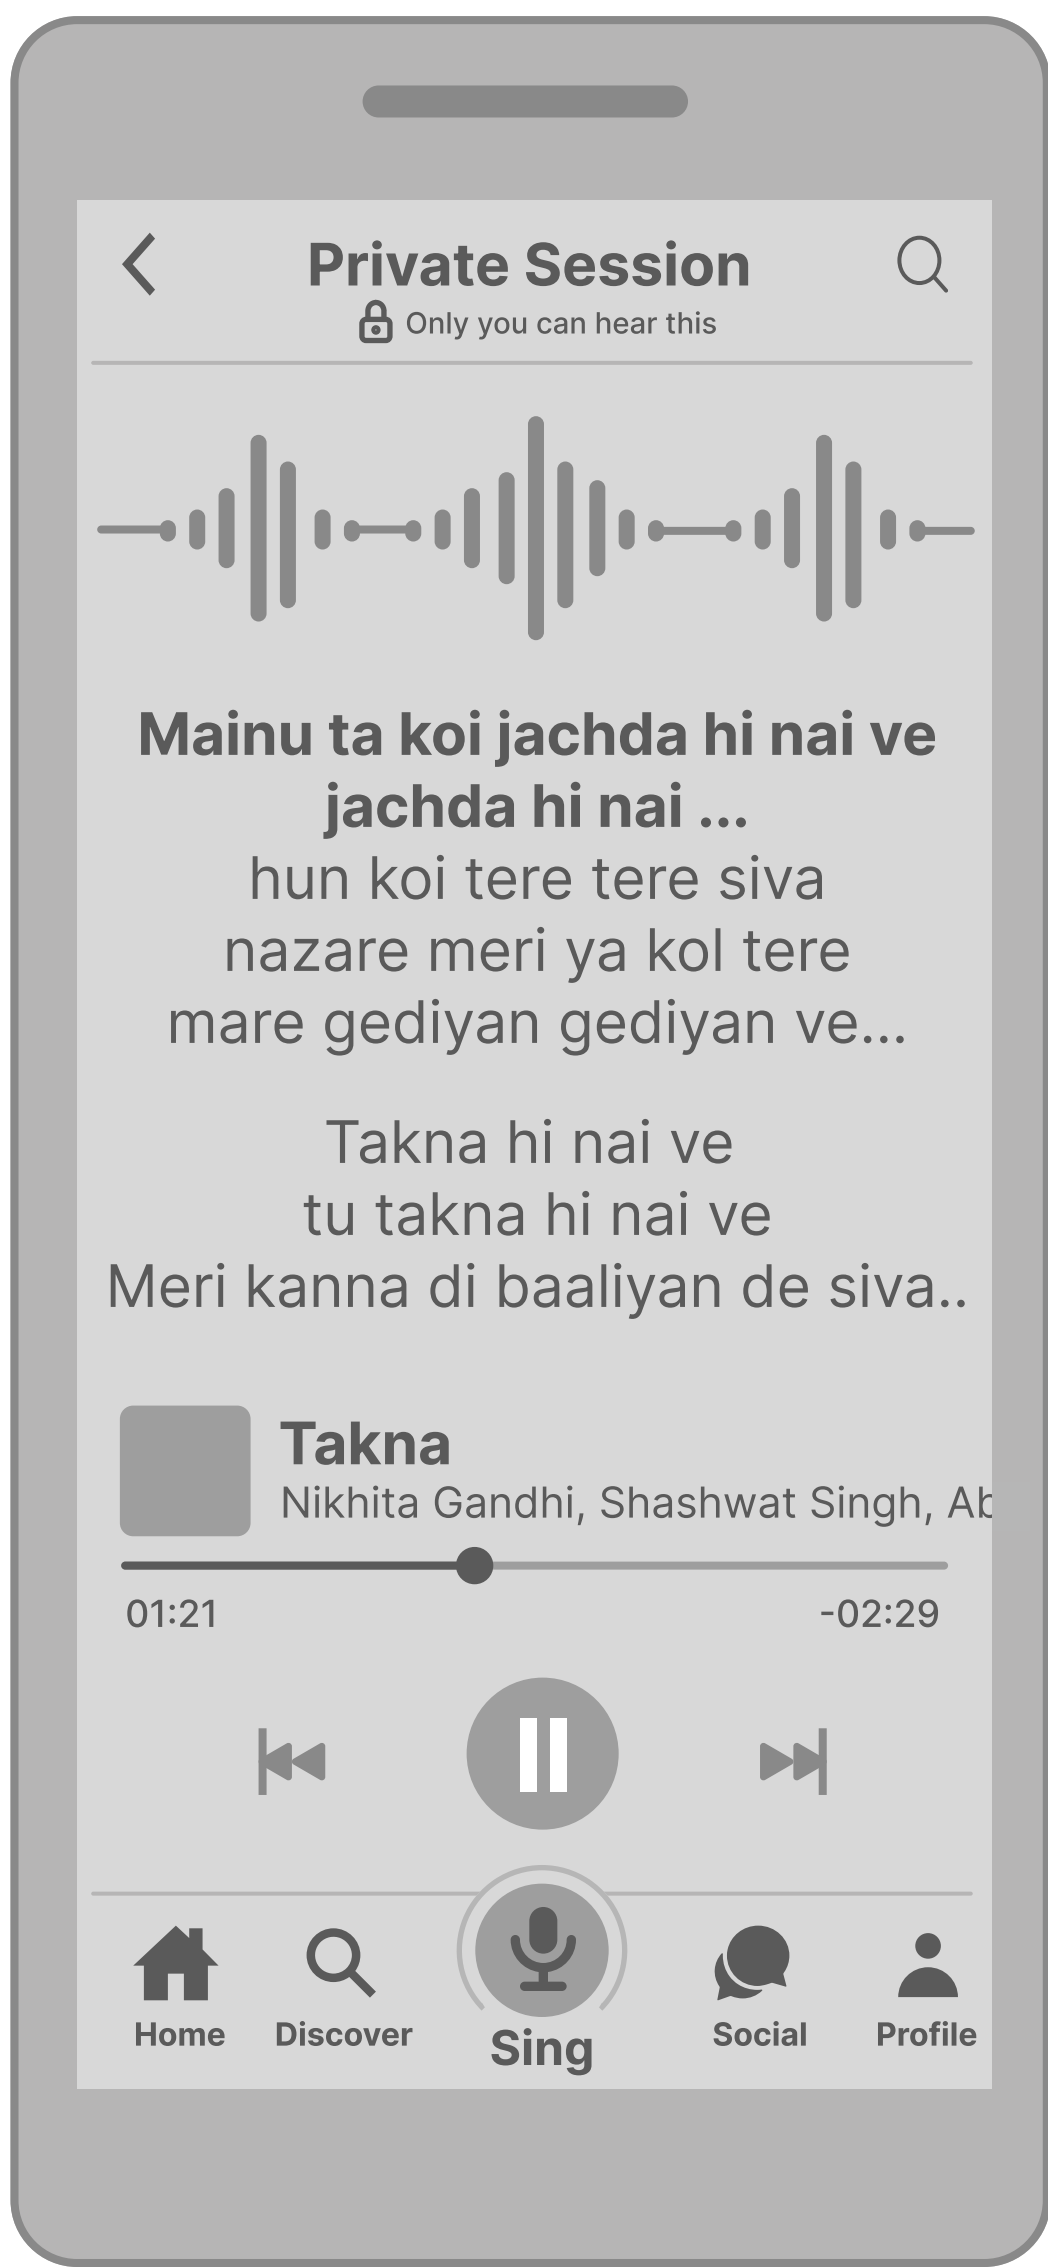 Private Session
Only you can hear this
Mainu ta koi jachda hi nai ve
jachda hi nai ...
hun koi tere tere siva
nazare meri ya kol tere
mare gediyan gediyan ve...
Takna hi nai ve
tu takna hi nai ve
Meri kanna di baaliyan de siva..
Takna
Nikhita Gandhi, Shashwat Singh, Ab
01:21
-02:29
Home
Discover
Sing
Social
Profile